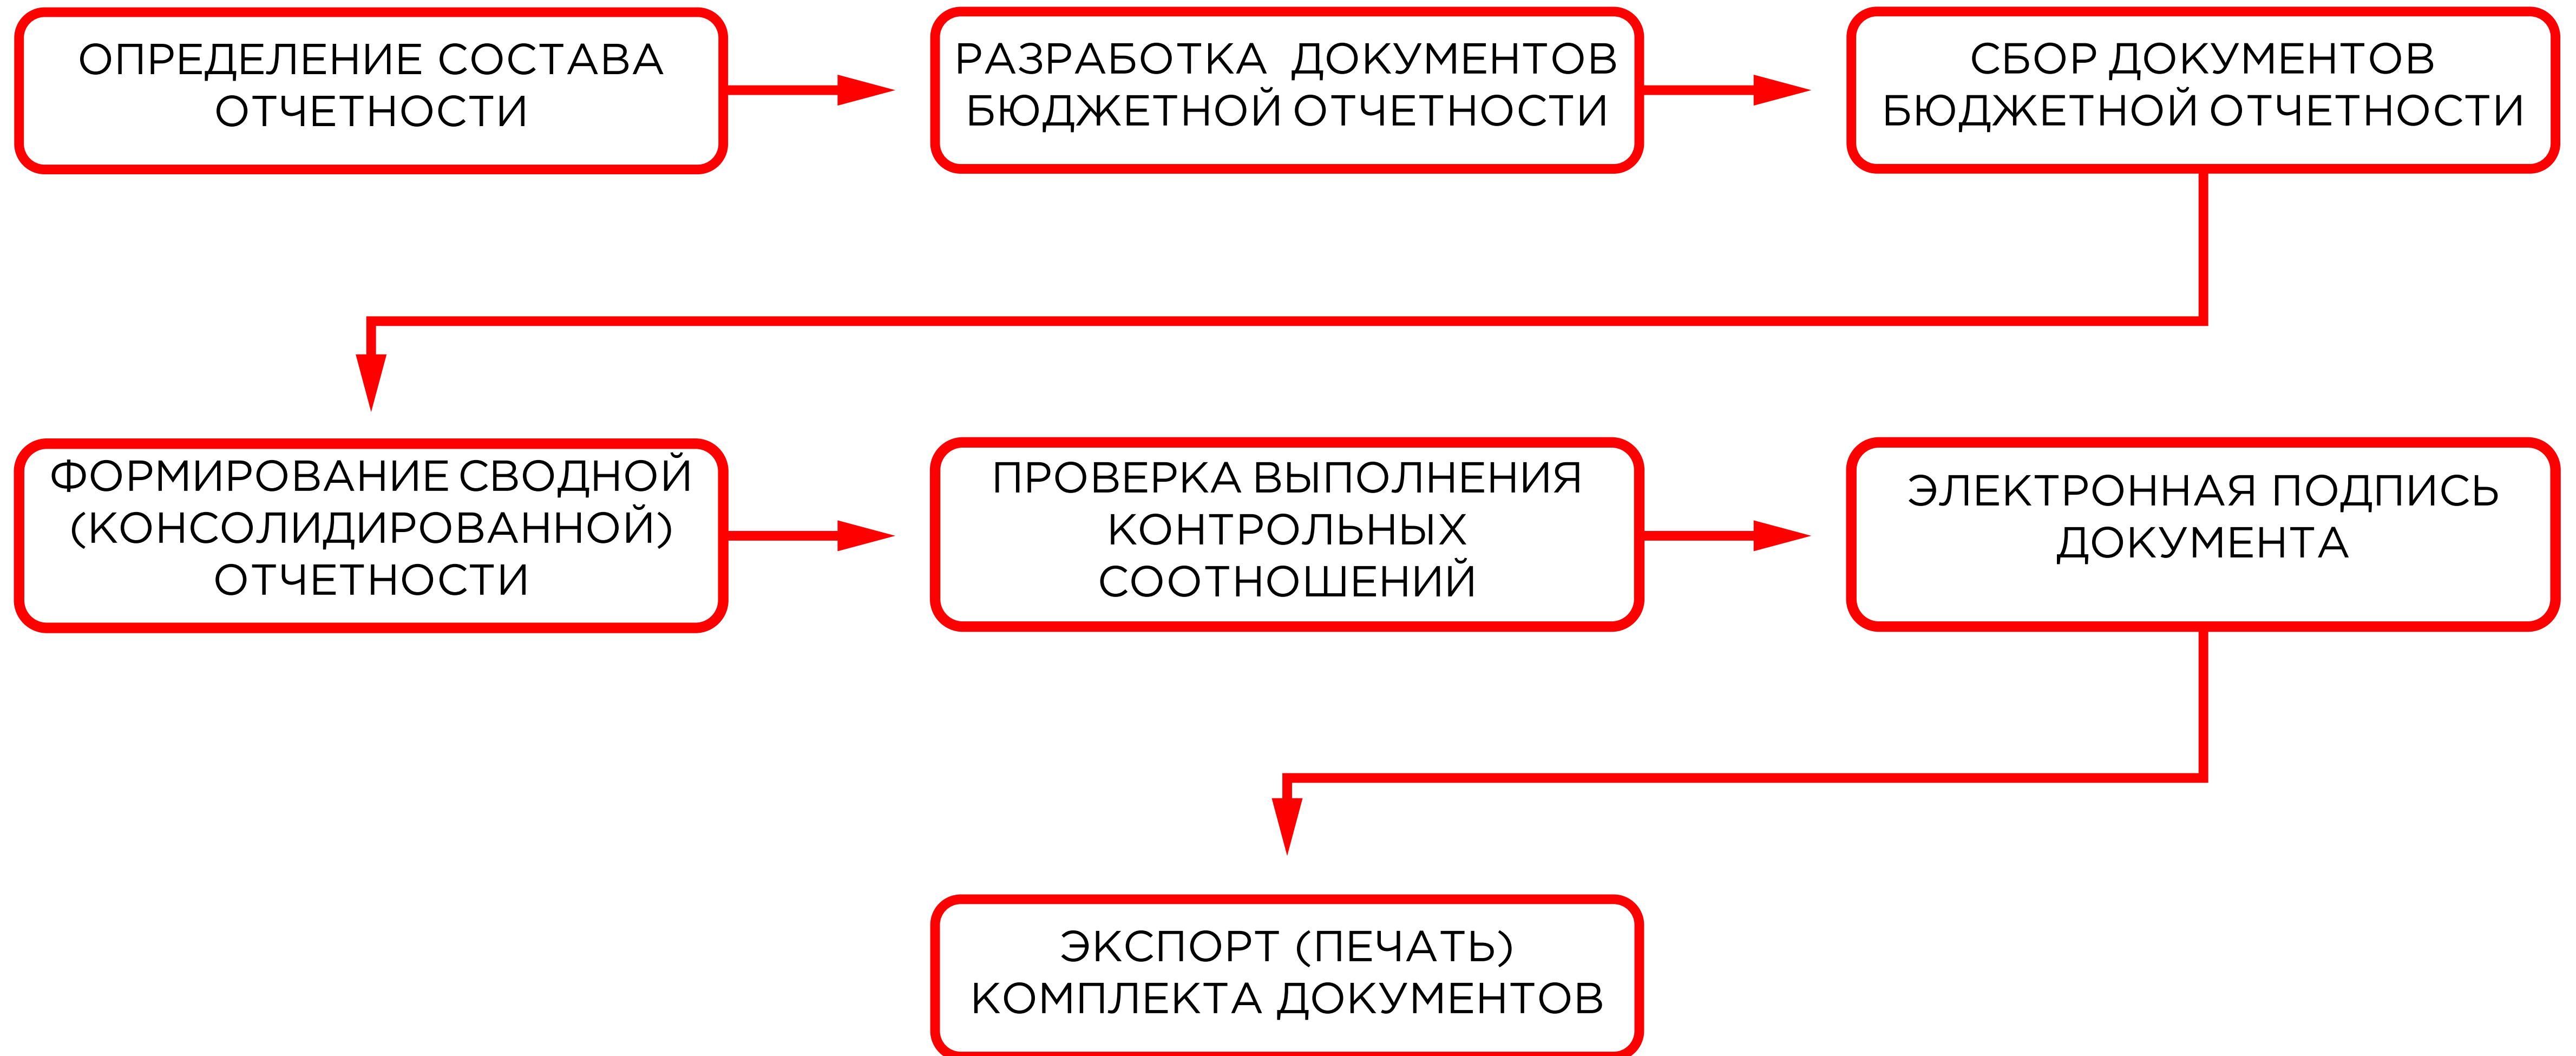 ОПРЕДЕЛЕНИЕ СОСТАВА
ОТЧЕТНОСТИ
РАЗРАБОТКА ДОКУМЕНТОВ
БЮДЖЕТНОЙ ОТЧЕТНОСТИ
СБОР ДОКУМЕНТОВ
БЮДЖЕТНОЙ ОТЧЕТНОСТИ
ФОРМИРОВАНИЕ СВОДНОЙ
(КОНСОЛИДИРОВАННОЙ)
ОТЧЕТНОСТИ
ПРОВЕРКА ВЫПОЛНЕНИЯ
КОНТРОЛЬНЫХ
СООТНОШЕНИЙ
ЭЛЕКТРОННАЯ ПОДПИСЬ
ДОКУМЕНТА
ЭКСПОРТ (ПЕЧАТЬ)
КОМПЛЕКТА ДОКУМЕНТОВ